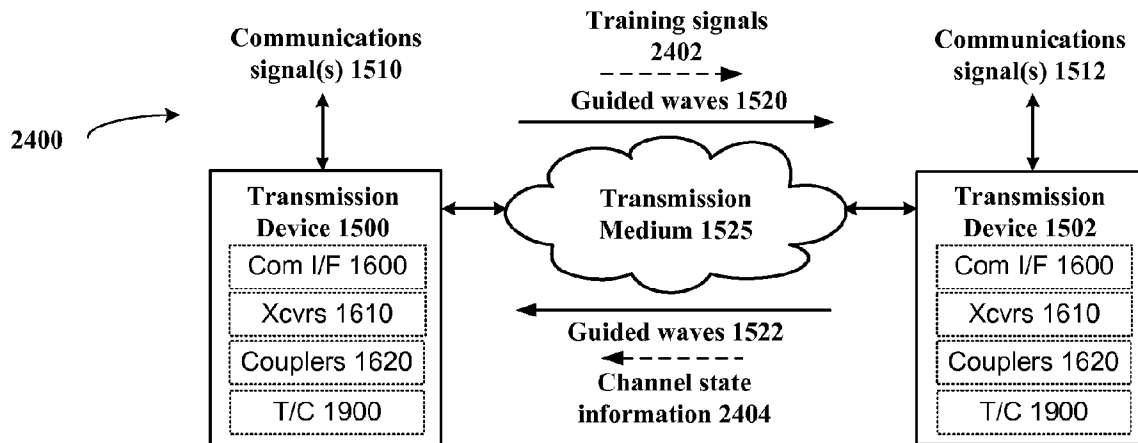 Training signals
2402
Communications
signal(s) 1510
Communications
signal(s) 1512
Guided waves 1520
2400
Transmission
Device 1500
Com I/F 1600
Xcvrs 1610
Couplers 1620
T/C 1900
Transmission
Medium 1525
Transmission
Device 1502
Com I/F 1600
Xcvrs 1610
Couplers 1620
T/C 1900
Guided waves 1522
Channel state
information 2404